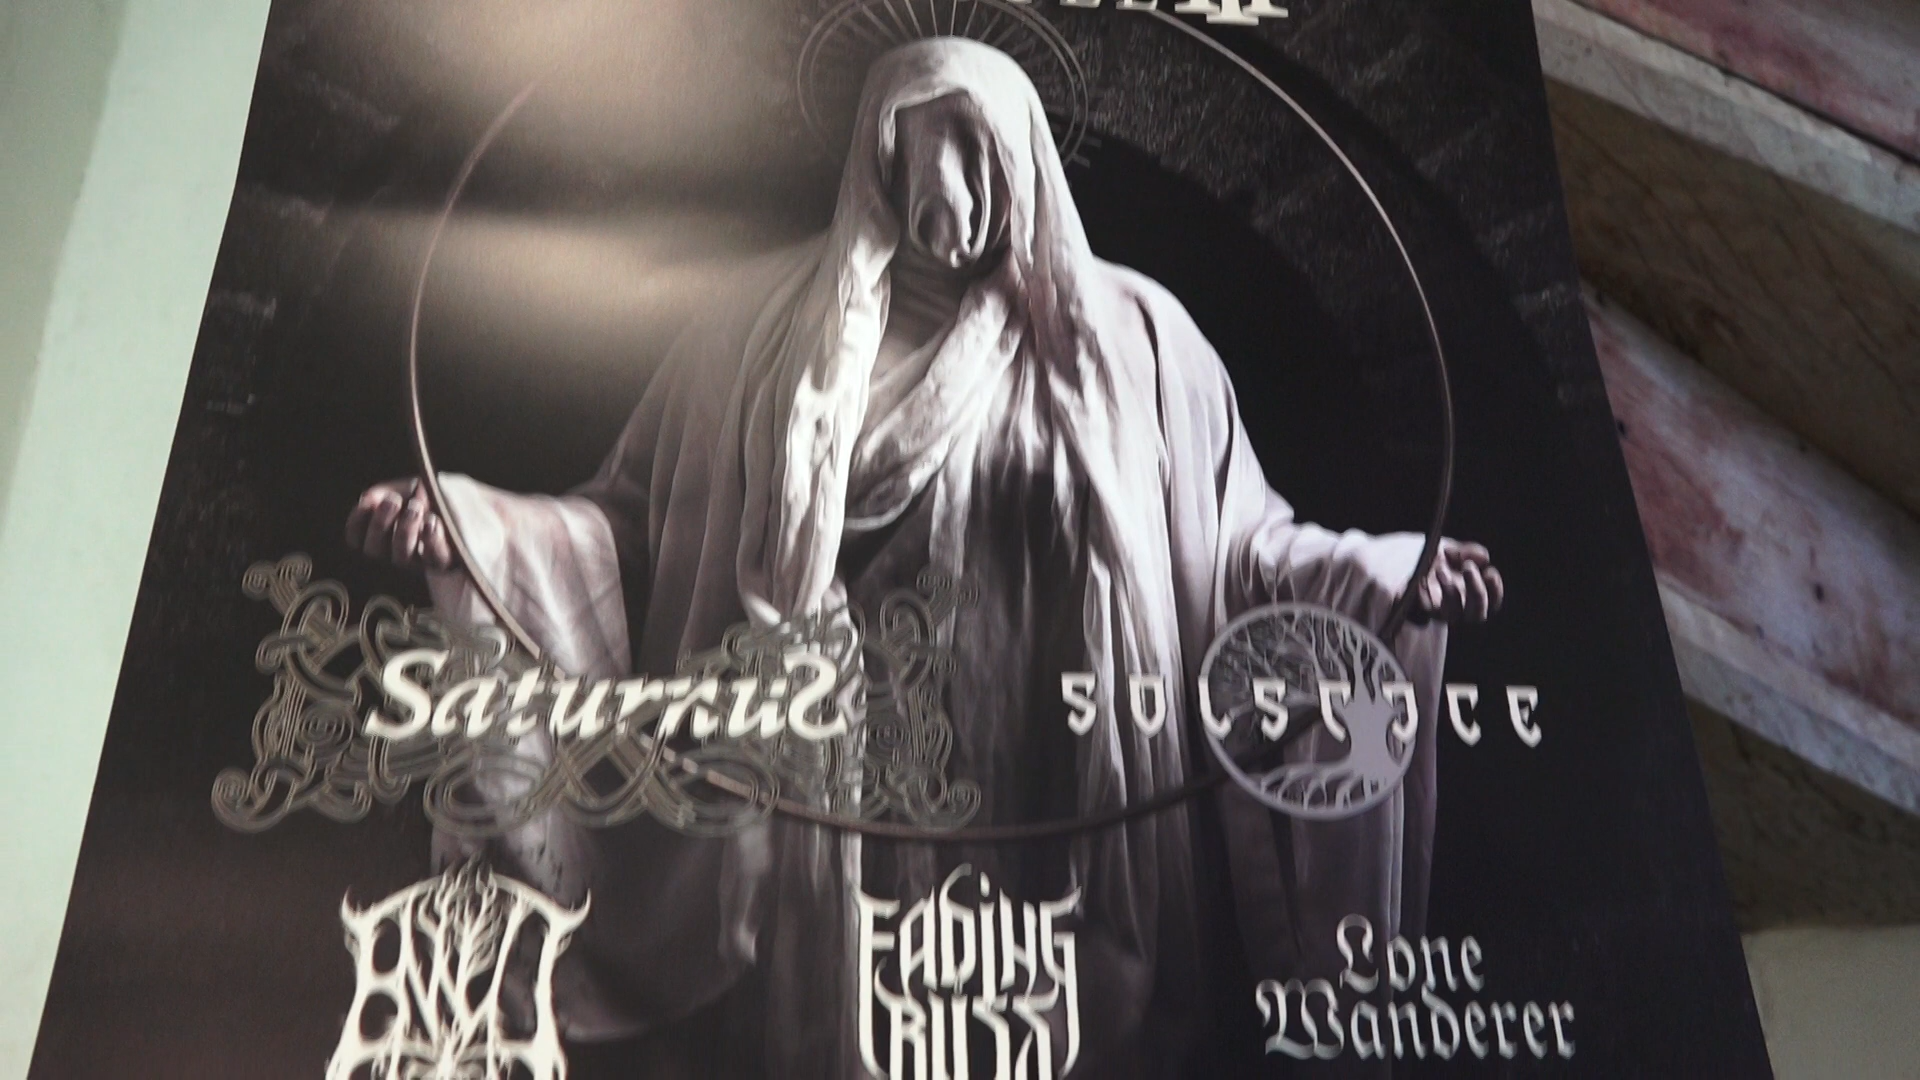 Saturnus
SOLSTICE
FADING
BLISS
Lone
Wanderer